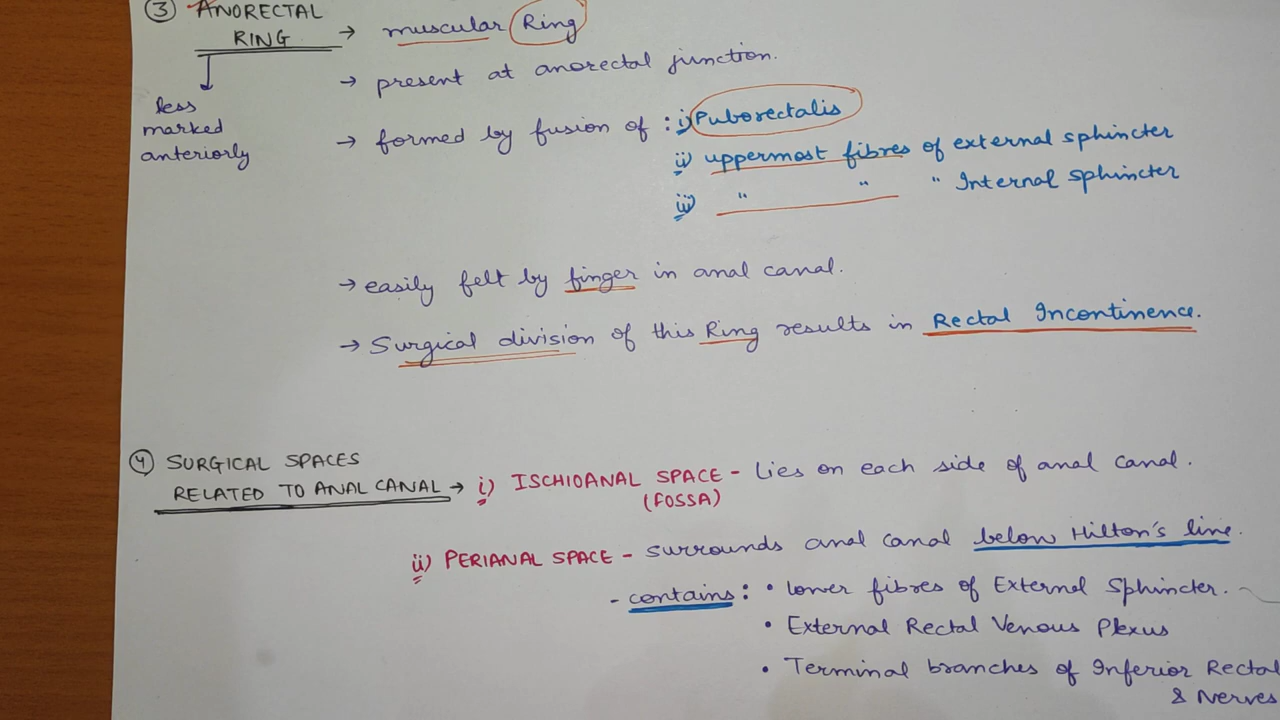 ③ ANORECTAL RING → muscular Ring
→ present at anorectal junction.
less marked anteriorly
→ formed by fusion of : i) Puborectalis
ii) uppermost fibres of external sphincter
iii) " " " Internal sphincter
→ easily felt by finger in anal canal.
→ Surgical division of this Ring results in Rectal Incontinence.
④ SURGICAL SPACES
RELATED TO ANAL CANAL → i) ISCHIOANAL SPACE - Lies on each side of anal canal.
(FOSSA)
ii) PERIANAL SPACE - surrounds anal canal below Hilton's line.
- contains : • lower fibres of External Sphincter.
• External Rectal Venous Plexus
• Terminal branches of Inferior Rectal
& Nerves